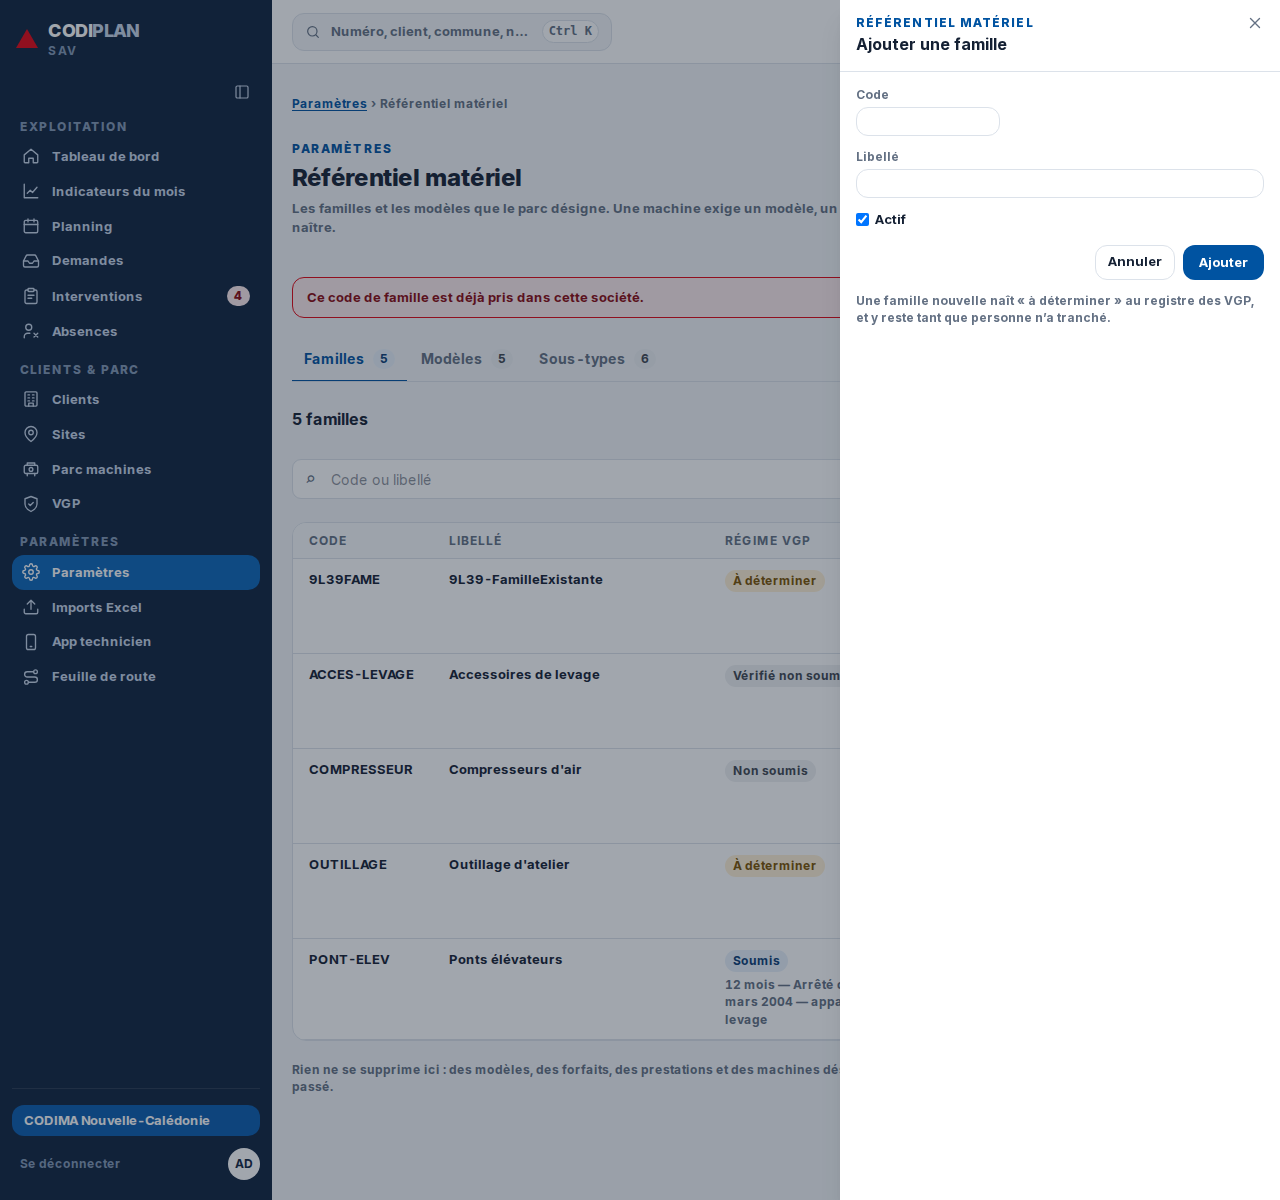 CODIPLAN
SAV
EXPLOITATION
Tableau de bord
Indicateurs du mois
Planning
Demandes
Interventions 4
Absences
CLIENTS & PARC
Clients
Sites
Parc machines
VGP
PARAMÈTRES
Paramètres
Imports Excel
App technicien
Feuille de route
CODIMA Nouvelle-Calédonie
Se déconnecter AD
Numéro, client, commune, n… Ctrl K
Paramètres › Référentiel matériel
PARAMÈTRES
Référentiel matériel
Les familles et les modèles que le parc désigne. Une machine exige un modèle, un
naître.
Ce code de famille est déjà pris dans cette société.
Familles 5 Modèles 5 Sous-types 6
5 familles
Code ou libellé
CODE LIBELLÉ RÉGIME VGP
9L39FAME 9L39-FamilleExistante À déterminer
ACCES-LEVAGE Accessoires de levage Vérifié non soum
COMPRESSEUR Compresseurs d'air Non soumis
OUTILLAGE Outillage d'atelier À déterminer
PONT-ELEV Ponts élévateurs Soumis
12 mois — Arrêté
mars 2004 — appa
levage
Rien ne se supprime ici : des modèles, des forfaits, des prestations et des machines
passé.
RÉFÉRENTIEL MATÉRIEL
Ajouter une famille
Code
Libellé
Actif
Annuler Ajouter
Une famille nouvelle naît « à déterminer » au registre des VGP,
et y reste tant que personne n’a tranché.